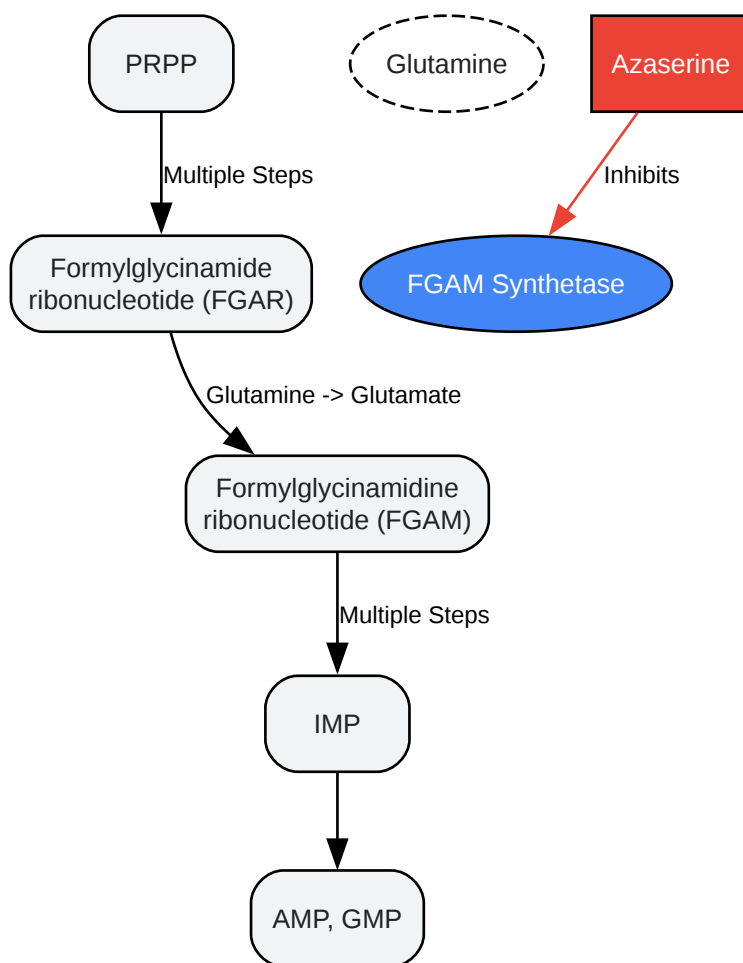 PRPP
Glutamine
Azaserine
Multiple Steps
Inhibits
Formylglycinamide
ribonucleotide (FGAR)
FGAM Synthetase
Glutamine -> Glutamate
Formylglycinamidine
ribonucleotide (FGAM)
Multiple Steps
IMP
AMP, GMP